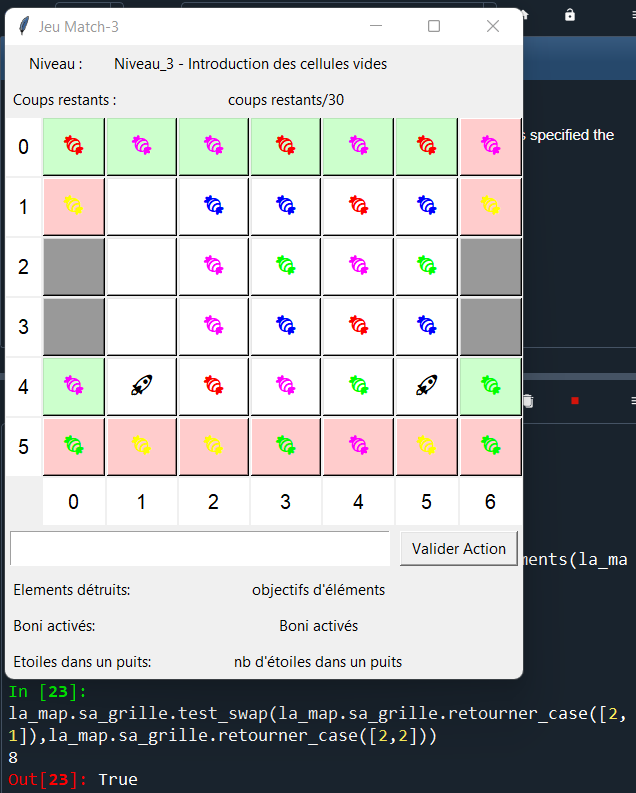 Jeu Match-3
Niveau : Niveau_3 - Introduction des cellules vides
Coups restants : coups restants/30
s specified the
0
1
2
3
4
5
0 1 2 3 4 5 6
Valider Action
ments(la_ma
Elements détruits: objectifs d'éléments
Boni activés: Boni activés
Etoiles dans un puits: nb d'étoiles dans un puits
In [23]:
la_map.sa_grille.test_swap(la_map.sa_grille.retourner_case([2,
1]),la_map.sa_grille.retourner_case([2,2]))
8
Out[23]: True